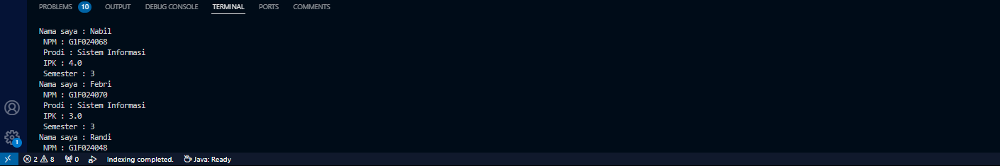 PROBLEMS 10 OUTPUT DEBUG CONSOLE TERMINAL PORTS COMMENTS
Nama saya : Nabil
NPM : G1F024068
Prodi : Sistem Informasi
IPK : 4.0
Semester : 3
Nama saya : Febri
NPM : G1F024070
Prodi : Sistem Informasi
IPK : 3.0
Semester : 3
Nama saya : Randi
NPM : G1F024048
1
2 8 0 Indexing completed. Java: Ready